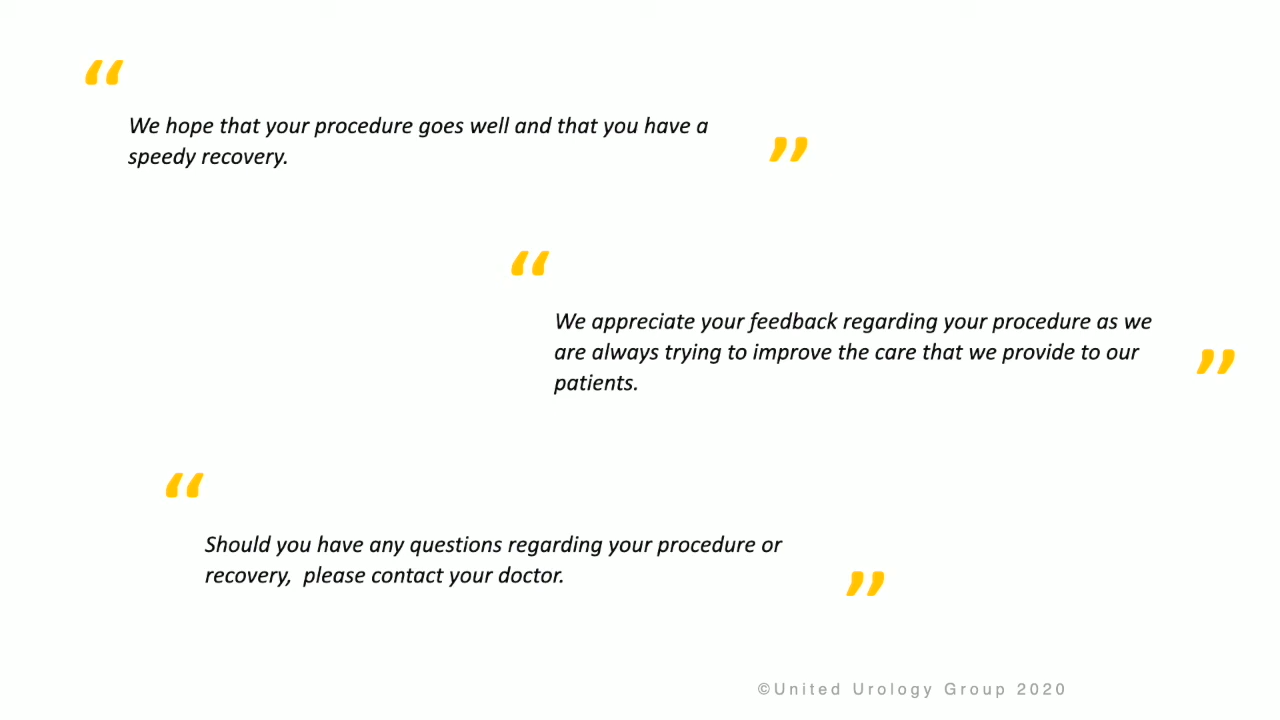 “
We hope that your procedure goes well and that you have a
speedy recovery.
”
“
We appreciate your feedback regarding your procedure as we
are always trying to improve the care that we provide to our
patients.
”
“
Should you have any questions regarding your procedure or
recovery,  please contact your doctor.
”
©United Urology Group 2020